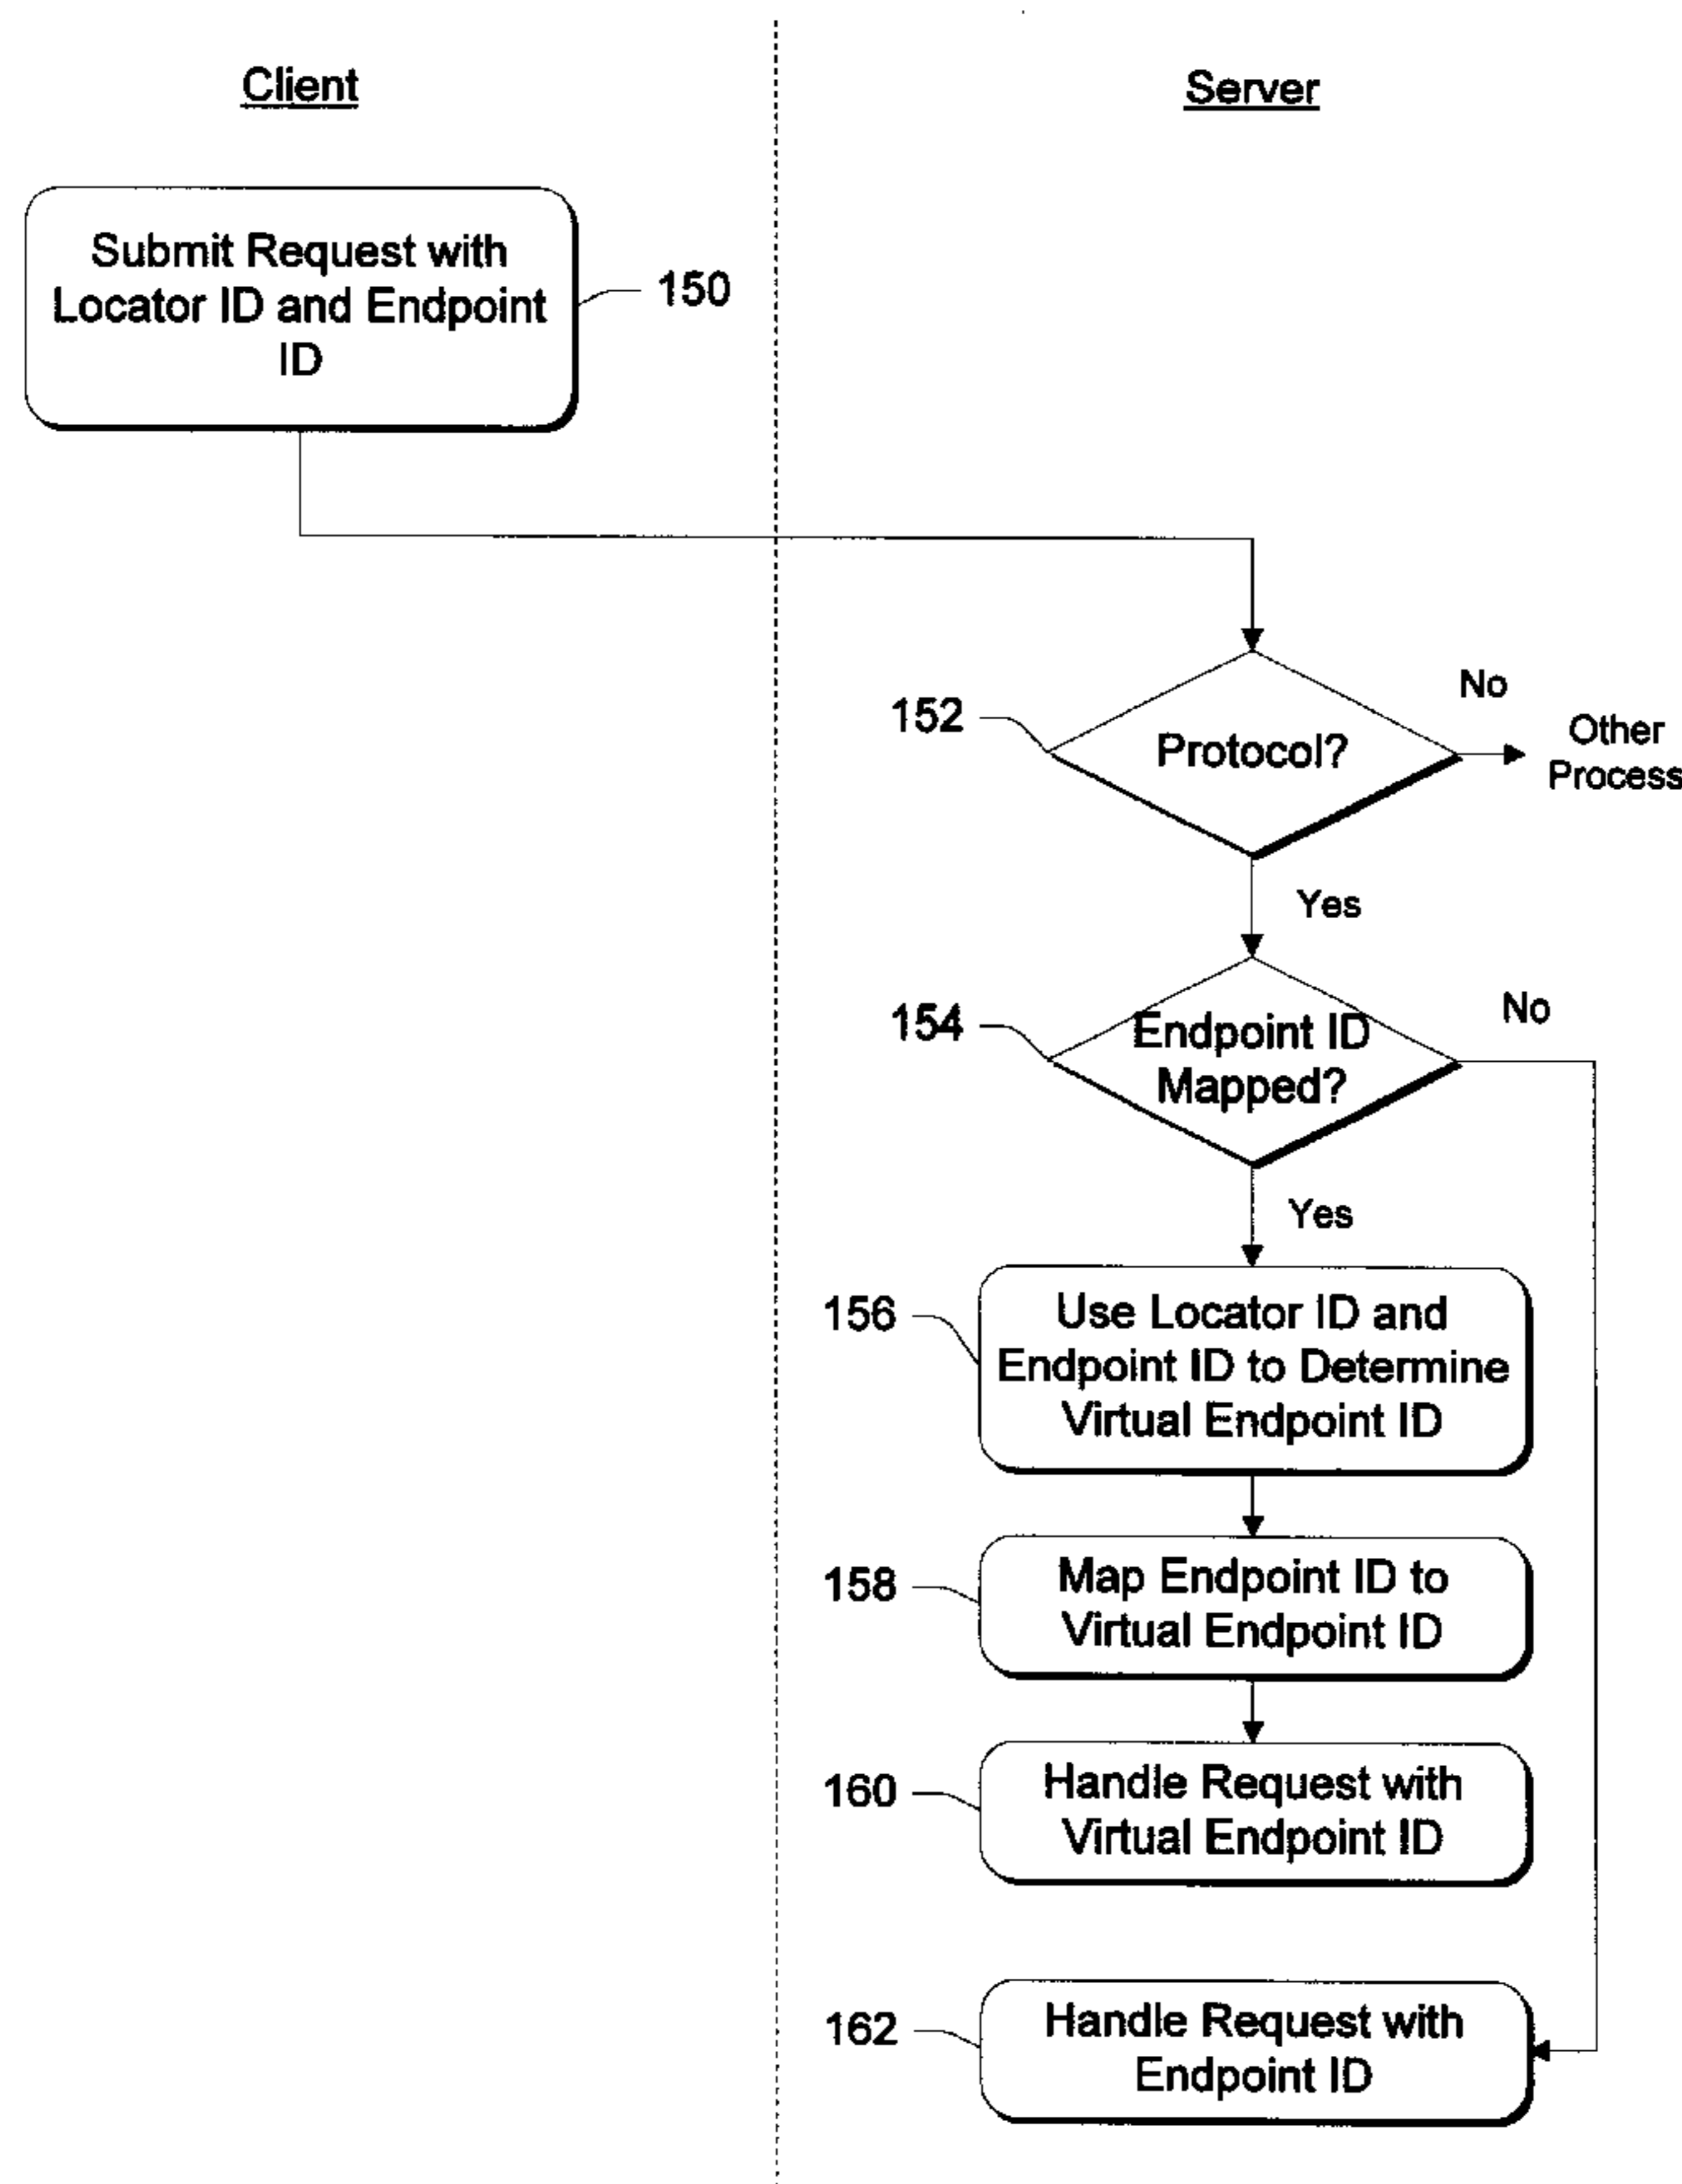 Client
Server
Submit Request with
Locator ID and Endpoint
ID
150
152
Protocol?
No
Other
Process
Yes
154
Endpoint ID
Mapped?
No
Yes
156
Use Locator ID and
Endpoint ID to Determine
Virtual Endpoint ID
158
Map Endpoint ID to
Virtual Endpoint ID
160
Handle Request with
Virtual Endpoint ID
162
Handle Request with
Endpoint ID